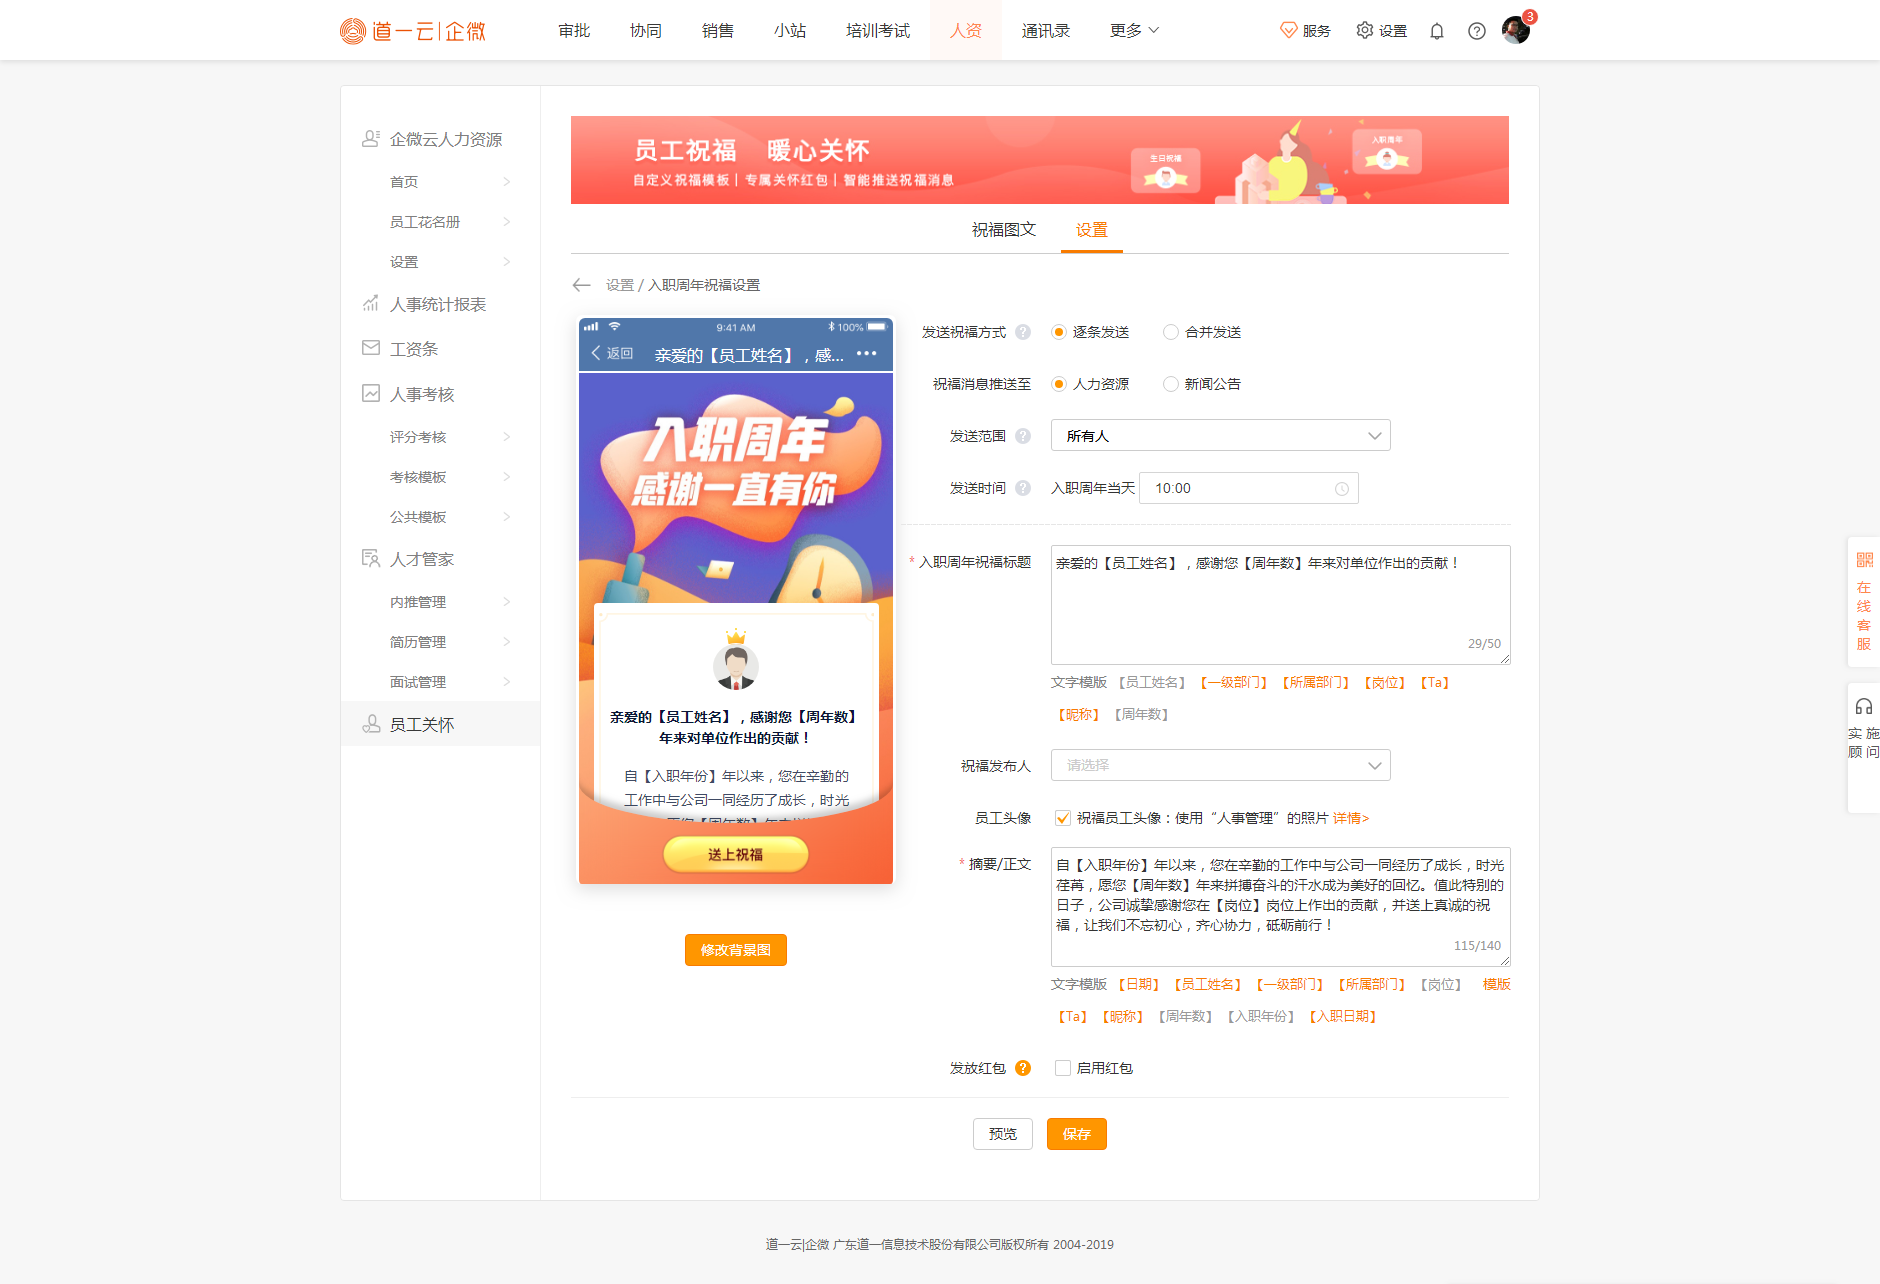 道一云|企微
审批
协同
销售
小站
培训考试
人资
通讯录
更多
服务
设置
3
企微云人力资源
首页
员工花名册
设置
人事统计报表
工资条
人事考核
评分考核
考核模板
公共模板
人才管家
内推管理
简历管理
面试管理
员工关怀
员工祝福 暖心关怀
自定义祝福模板 | 专属关怀红包 | 智能推送祝福消息
生日祝福
入职周年
祝福图文
设置
设置 / 入职周年祝福设置
9:41 AM
100%
返回
亲爱的【员工姓名】，感...
入职周年
感谢一直有你
亲爱的【员工姓名】，感谢您【周年数】
年来对单位作出的贡献！
自【入职年份】年以来，您在辛勤的
工作中与公司一同经历了成长，时光
送上祝福
修改背景图
发送祝福方式 ?
逐条发送
合并发送
祝福消息推送至
人力资源
新闻公告
发送范围 ?
所有人
发送时间 ?
入职周年当天
10:00
* 入职周年祝福标题
亲爱的【员工姓名】，感谢您【周年数】年来对单位作出的贡献！
29/50
文字模版 【员工姓名】 【一级部门】 【所属部门】 【岗位】 【Ta】
【昵称】 【周年数】
祝福发布人
请选择
员工头像
祝福员工头像：使用“人事管理”的照片 详情>
* 摘要/正文
自【入职年份】年以来，您在辛勤的工作中与公司一同经历了成长，时光
荏苒，愿您【周年数】年来拼搏奋斗的汗水成为美好的回忆。值此特别的
日子，公司诚挚感谢您在【岗位】岗位上作出的贡献，并送上真诚的祝
福，让我们不忘初心，齐心协力，砥砺前行！
115/140
文字模版 【日期】 【员工姓名】 【一级部门】 【所属部门】 【岗位】 模版
【Ta】 【昵称】 【周年数】 【入职年份】 【入职日期】
发放红包 ?
启用红包
预览
保存
在
线
客
服
实 施
顾 问
道一云|企微 广东道一信息技术股份有限公司版权所有 2004-2019